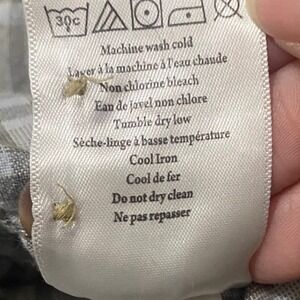 30c
Machine wash cold
Laver à la machine à l'eau chaude
Non chlorine bleach
Eau de javel non chlore
Tumble dry low
Sèche-linge à basse température
Cool Iron
Cool de fer
Do not dry clean
Ne pas repasser